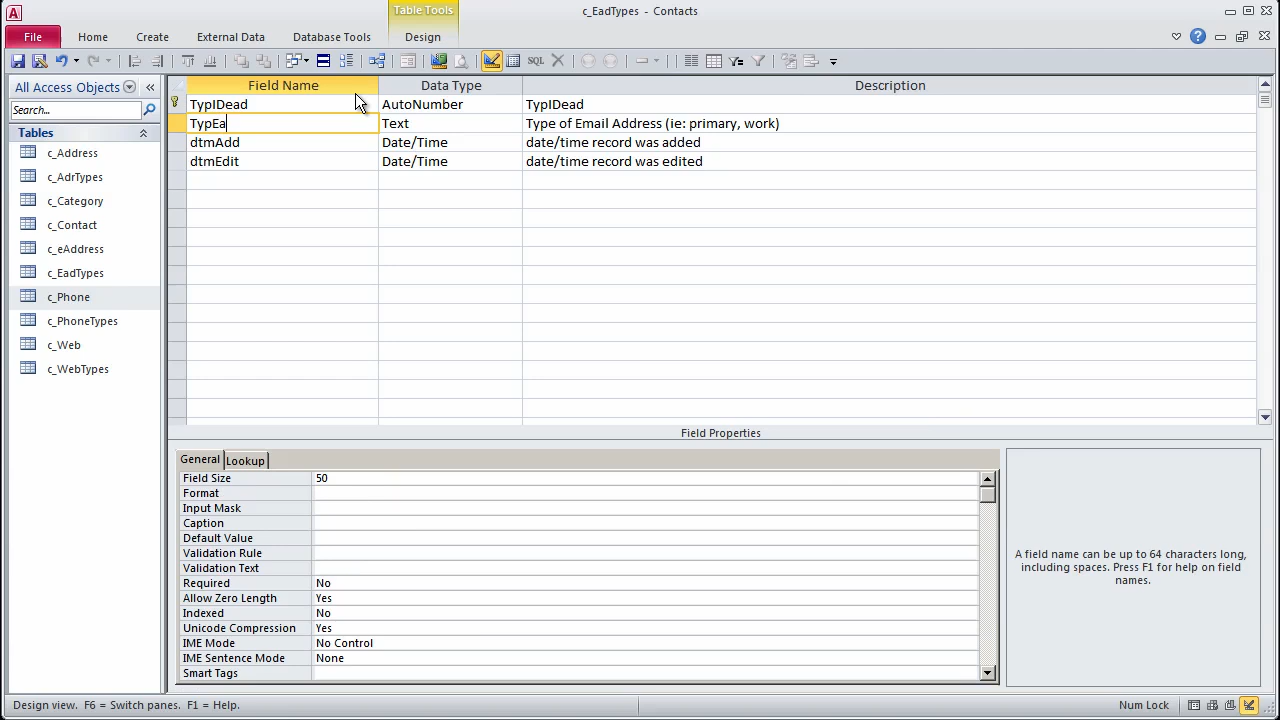 Table Tools
c_EadTypes - Contacts
File Home Create External Data Database Tools Design
SQL
All Access Objects
Search...
Tables
c_Address
c_AdrTypes
c_Category
c_Contact
c_eAddress
c_EadTypes
c_Phone
c_PhoneTypes
c_Web
c_WebTypes
Field Name Data Type Description
TypIDead AutoNumber TypIDead
TypEa Text Type of Email Address (ie: primary, work)
dtmAdd Date/Time date/time record was added
dtmEdit Date/Time date/time record was edited
Field Properties
General Lookup
Field Size 50
Format
Input Mask
Caption
Default Value
Validation Rule
Validation Text
Required No
Allow Zero Length Yes
Indexed No
Unicode Compression Yes
IME Mode No Control
IME Sentence Mode None
Smart Tags
A field name can be up to 64 characters long,
including spaces. Press F1 for help on field
names.
Design view. F6 = Switch panes. F1 = Help.
Num Lock